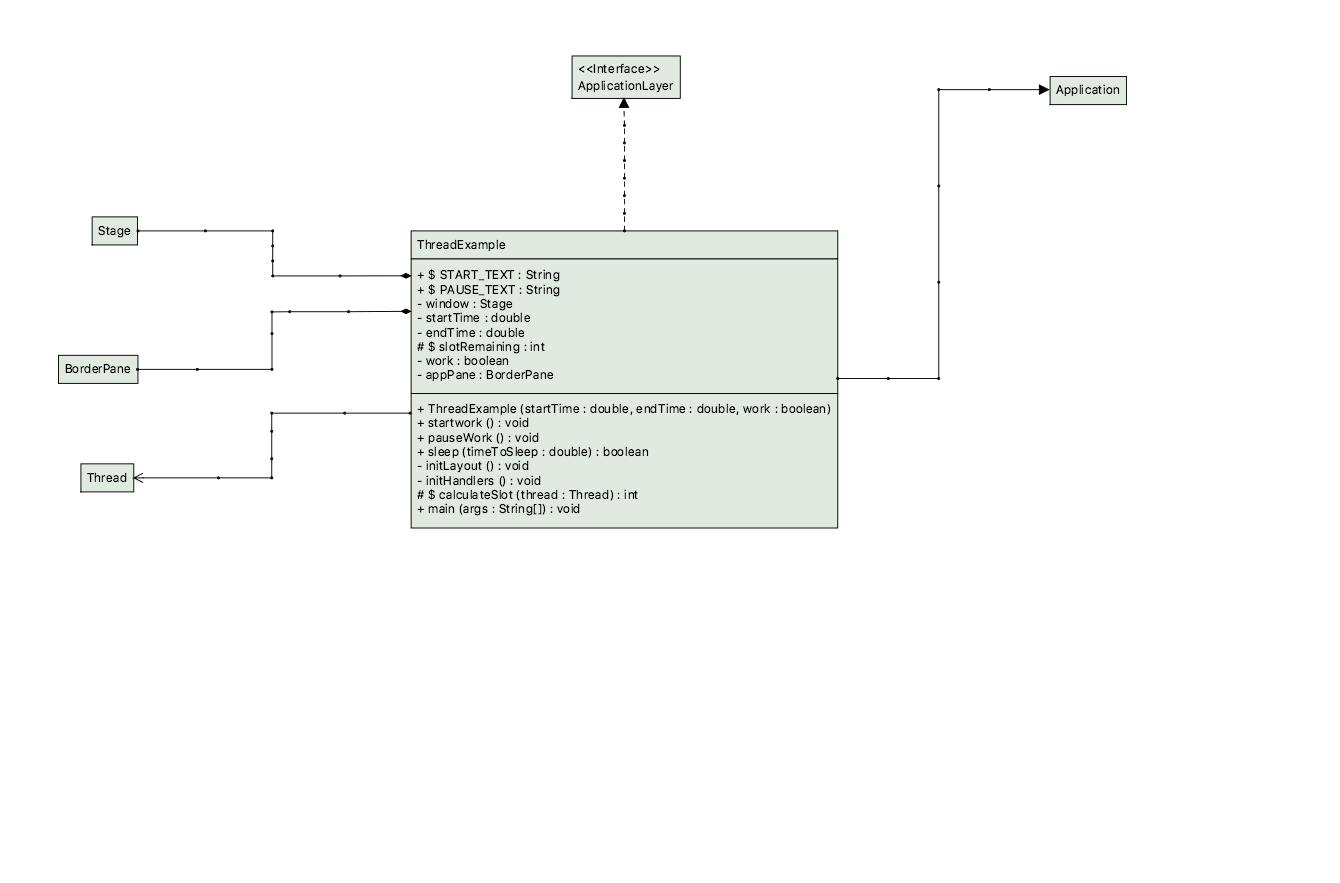 <<Interface>>
ApplicationLayer
Application
Stage
BorderPane
Thread
ThreadExample
+ $ START_TEXT : String
+ $ PAUSE_TEXT : String
- window : Stage
- startTime : double
- endTime : double
# $ slotRemaining : int
- work : boolean
- appPane : BorderPane
+ ThreadExample (startTime : double, endTime : double, work : boolean)
+ startwork () : void
+ pauseWork () : void
+ sleep (timeToSleep : double) : boolean
- initLayout () : void
- initHandlers () : void
# $ calculateSlot (thread : Thread) : int
+ main (args : String[]) : void